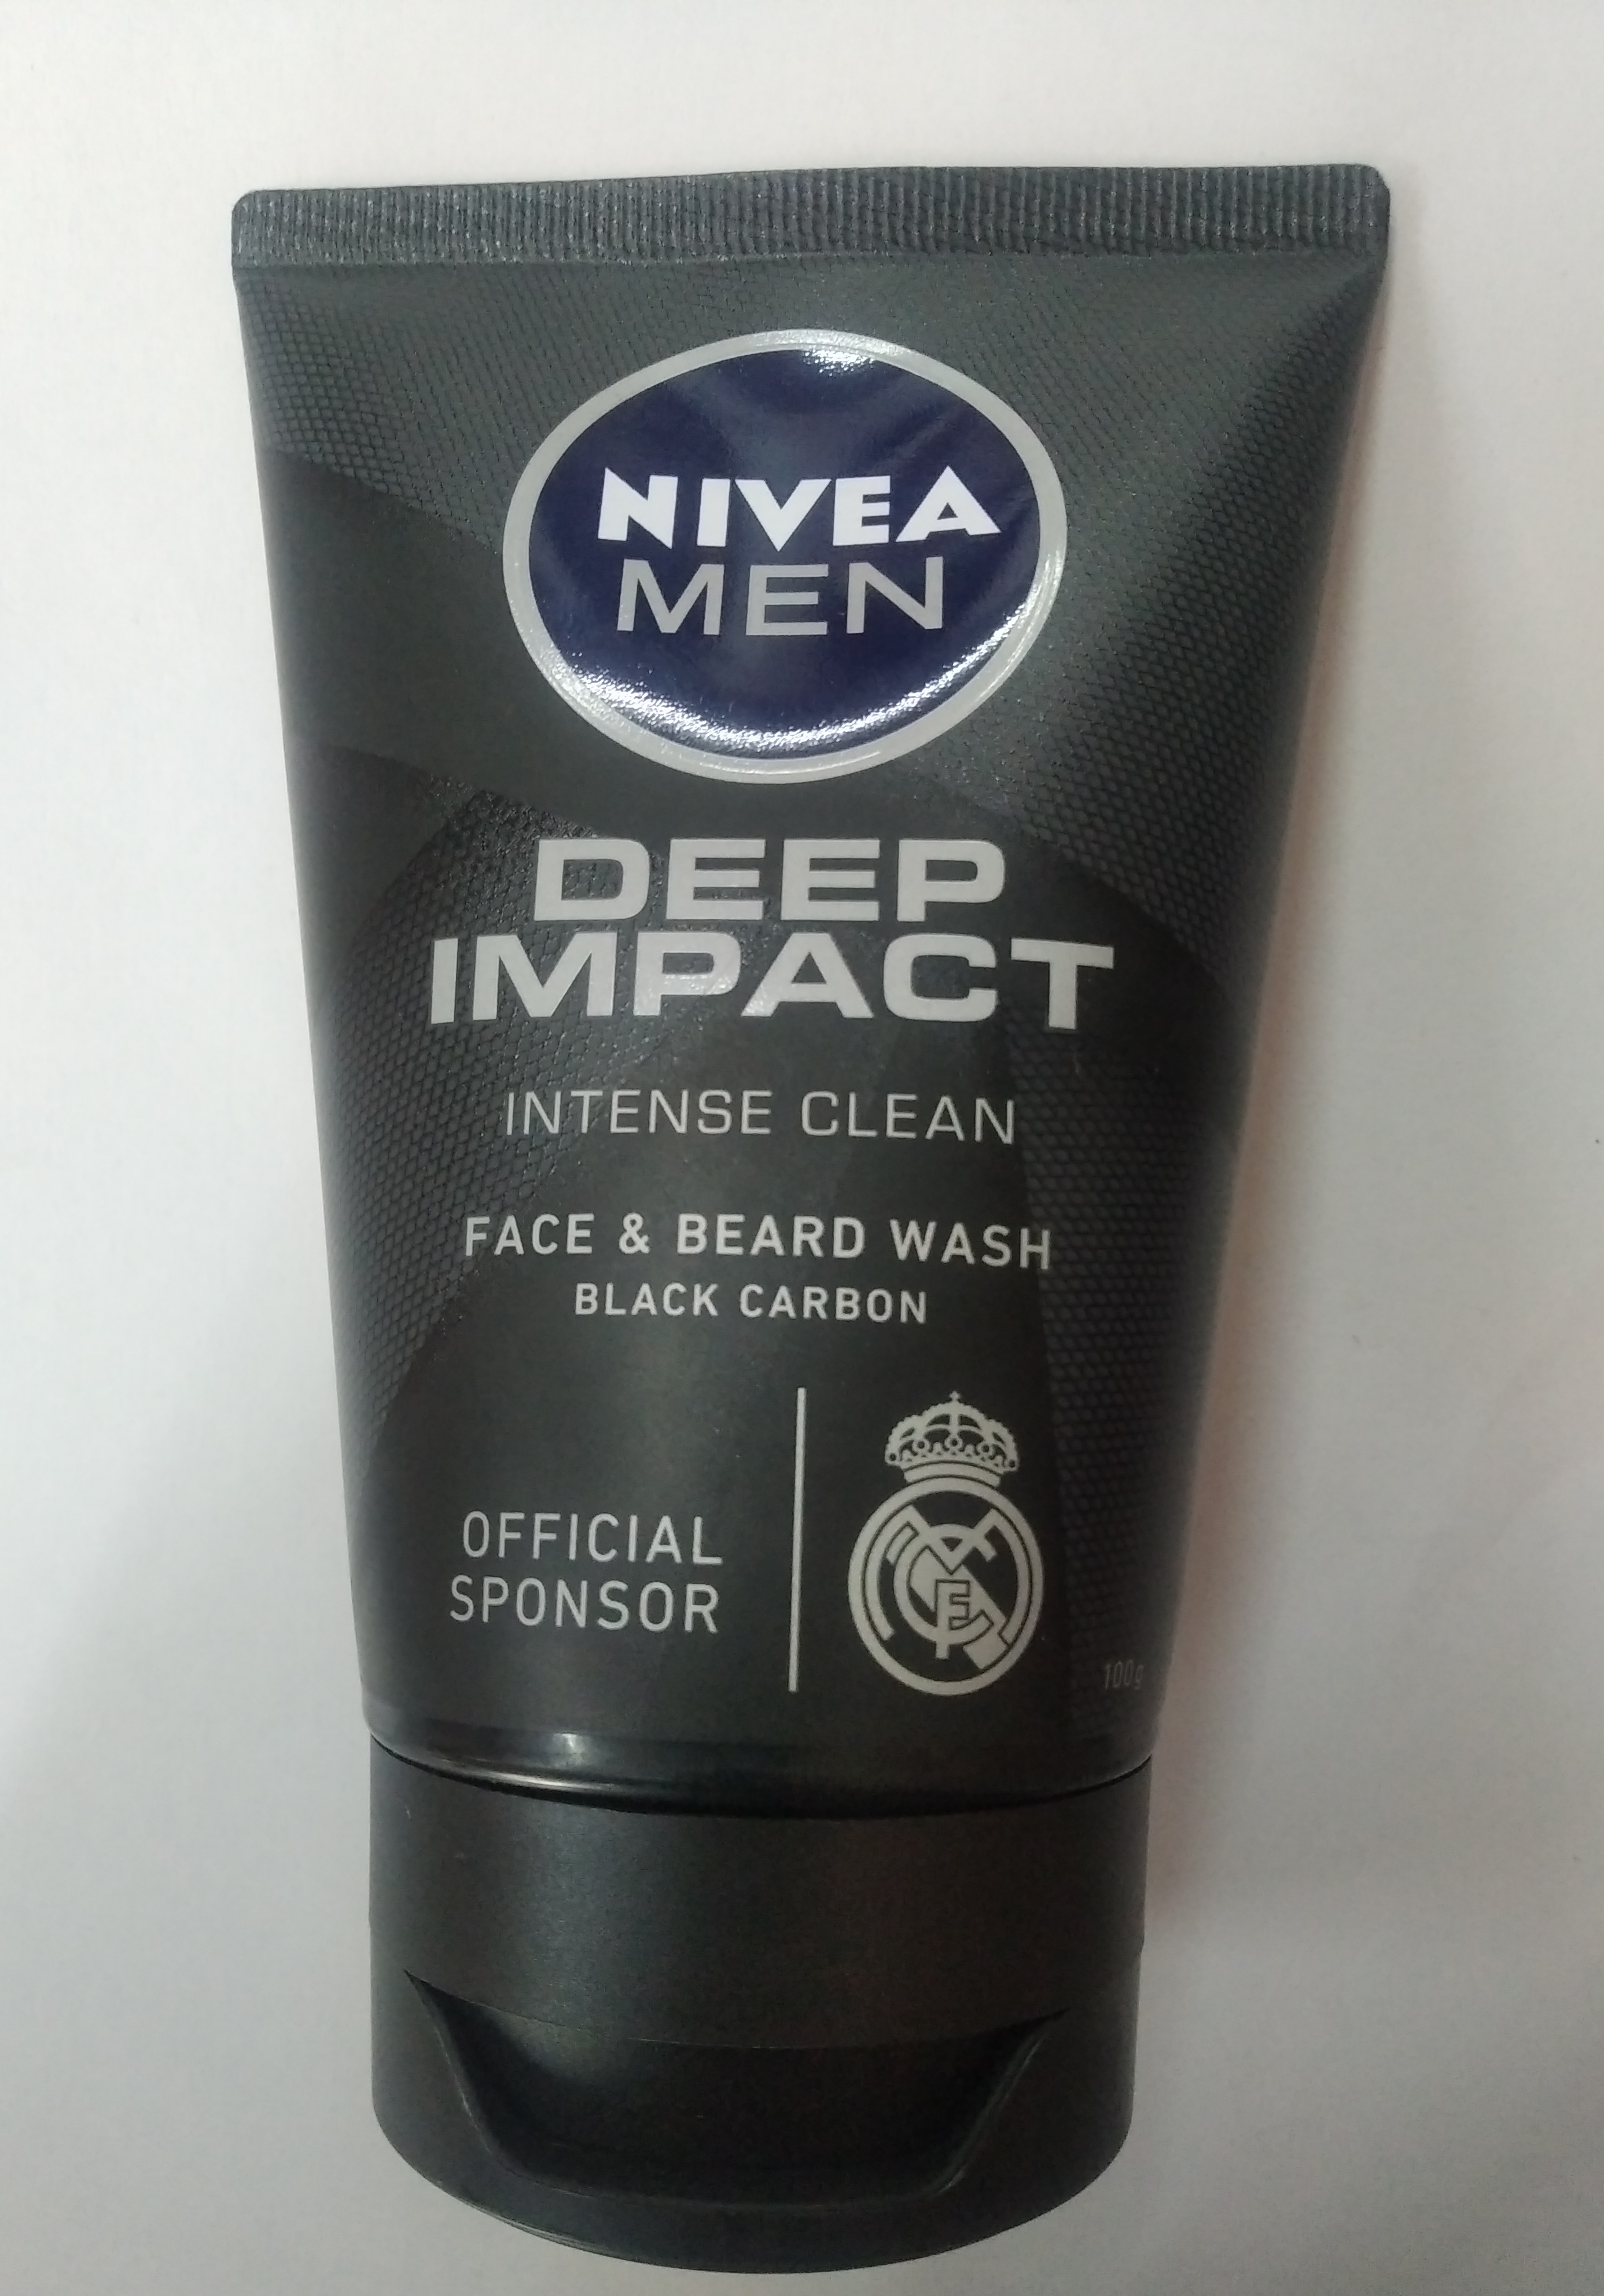 NIVEA
MEN
DEEP
IMPACT
INTENSE CLEAN
FACE & BEARD WASH
BLACK CARBON
OFFICIAL
SPONSOR
100g